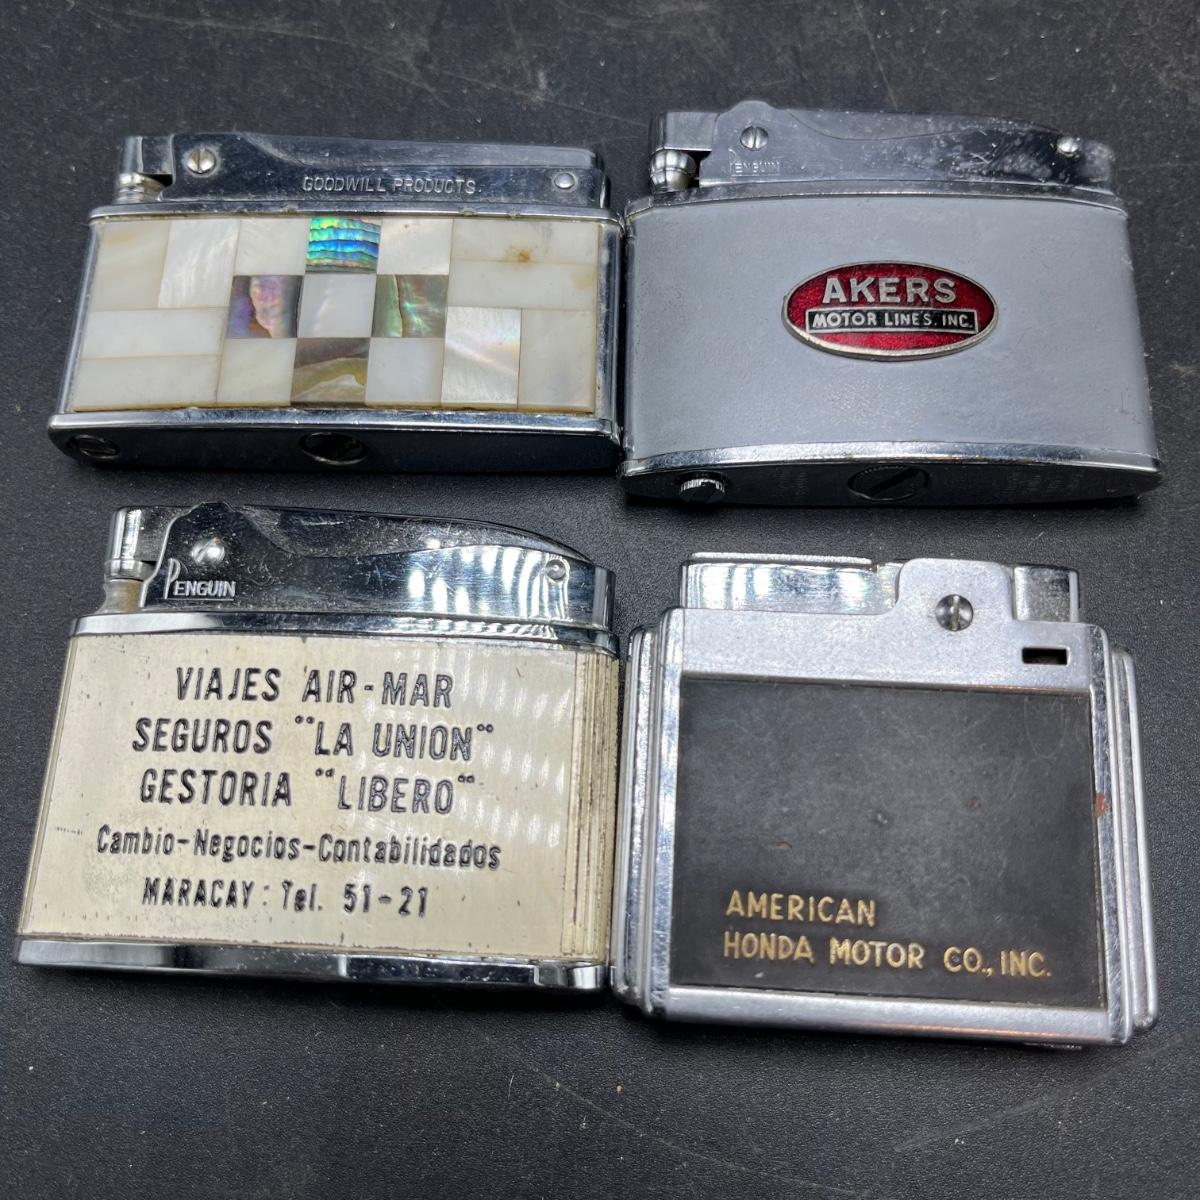 GOODWILL PRODUCTS.
PENGUIN
AKERS
MOTOR LINES, INC.
PENGUIN
VIAJES AIR-MAR
SEGUROS "LA UNION"
GESTORIA "LIBERO"
Cambio-Negocios-Contabilidados
MARACAY: Tel. 51-21
AMERICAN
HONDA MOTOR CO., INC.